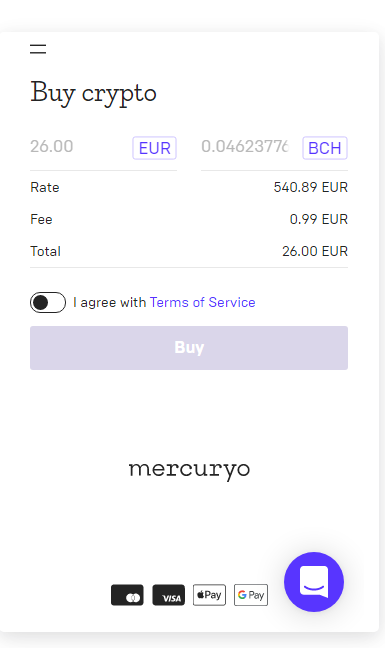 Buy crypto
26.00 EUR 0.04623776 BCH
Rate 540.89 EUR
Fee 0.99 EUR
Total 26.00 EUR
I agree with Terms of Service
Buy
mercuryo
VISA Pay G Pay